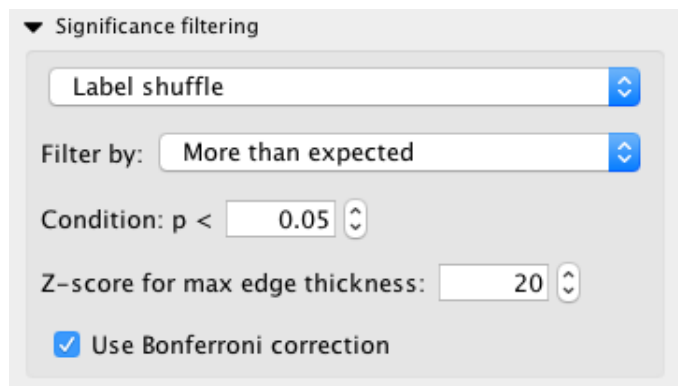 Significance filtering
Label shuffle
Filter by: More than expected
Condition: p < 0.05
Z-score for max edge thickness: 20
Use Bonferroni correction